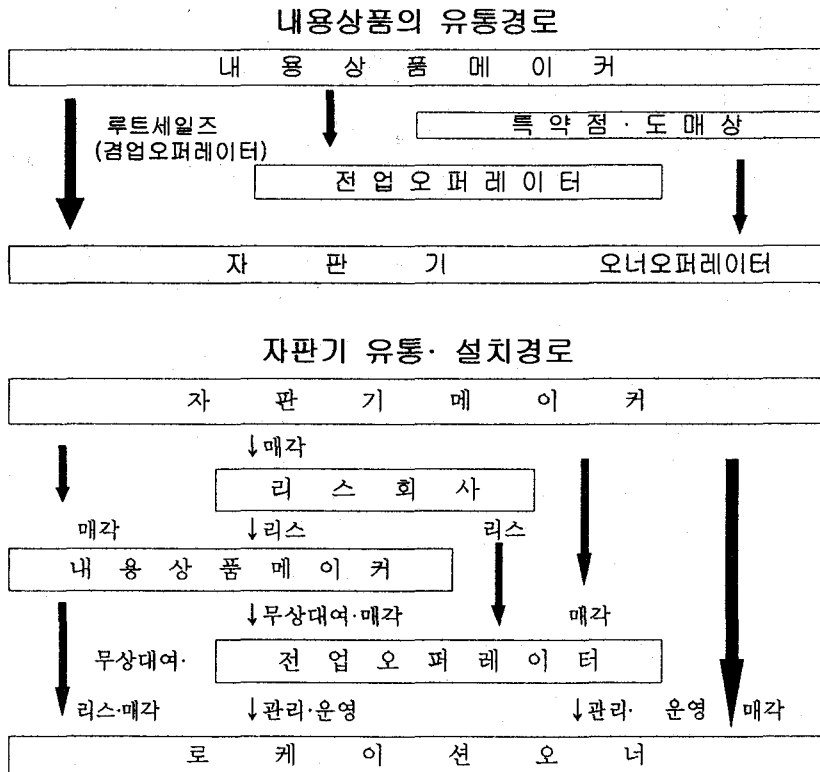 내용상품의 유통경로
내 용 상 품 메 이 커
루트세일즈
(겸업오퍼레이터)
특약점·도매상
전업오퍼레이터
자 판 기 오너오퍼레이터
자판기 유통· 설치경로
자 판 기 메 이 커
↓매각
리 스 회 사
매각 ↓리스 리스
내 용 상 품 메 이 커
↓무상대여·매각 매각
무상대여· 전 업 오 퍼 레 이 터
리스·매각 ↓관리·운영 ↓관리· 운영 매각
로 케 이 션 오 너